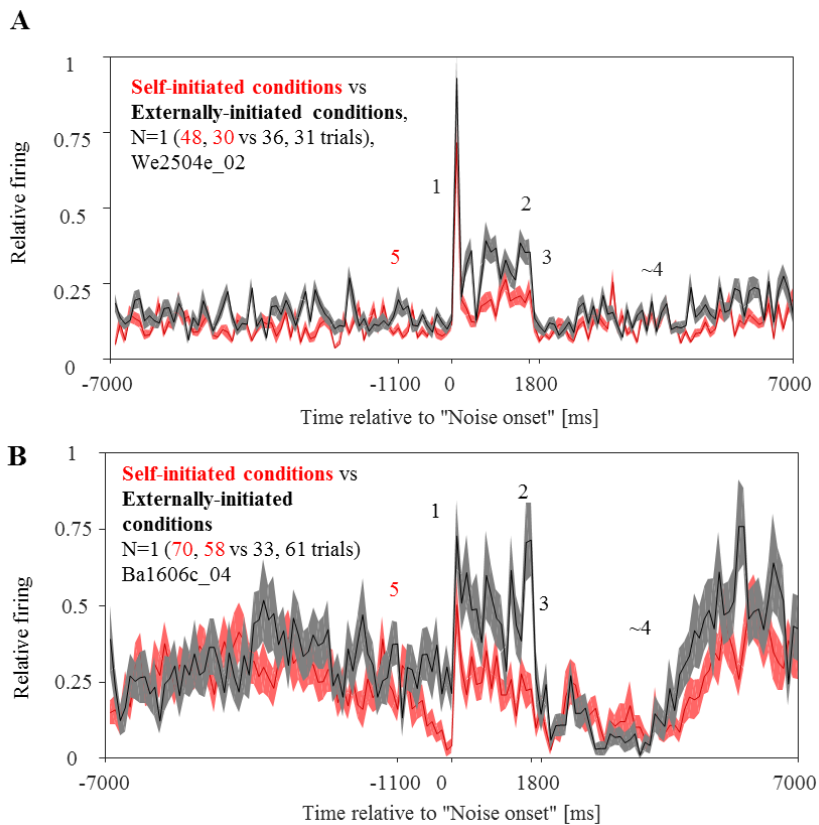 A
1
Self-initiated conditions vs
Externally-initiated conditions,
N=1 (48, 30 vs 36, 31 trials),
We2504e_02
0.75
0.5
0.25
0
Relative firing
1
2
3
~4
5
-7000
-1100
0
1800
7000
Time relative to "Noise onset" [ms]
B
1
Self-initiated conditions vs
Externally-initiated
conditions
N=1 (70, 58 vs 33, 61 trials)
Ba1606c_04
0.75
0.5
0.25
0
Relative firing
1
2
3
~4
5
-7000
-1100
0
1800
7000
Time relative to "Noise onset" [ms]